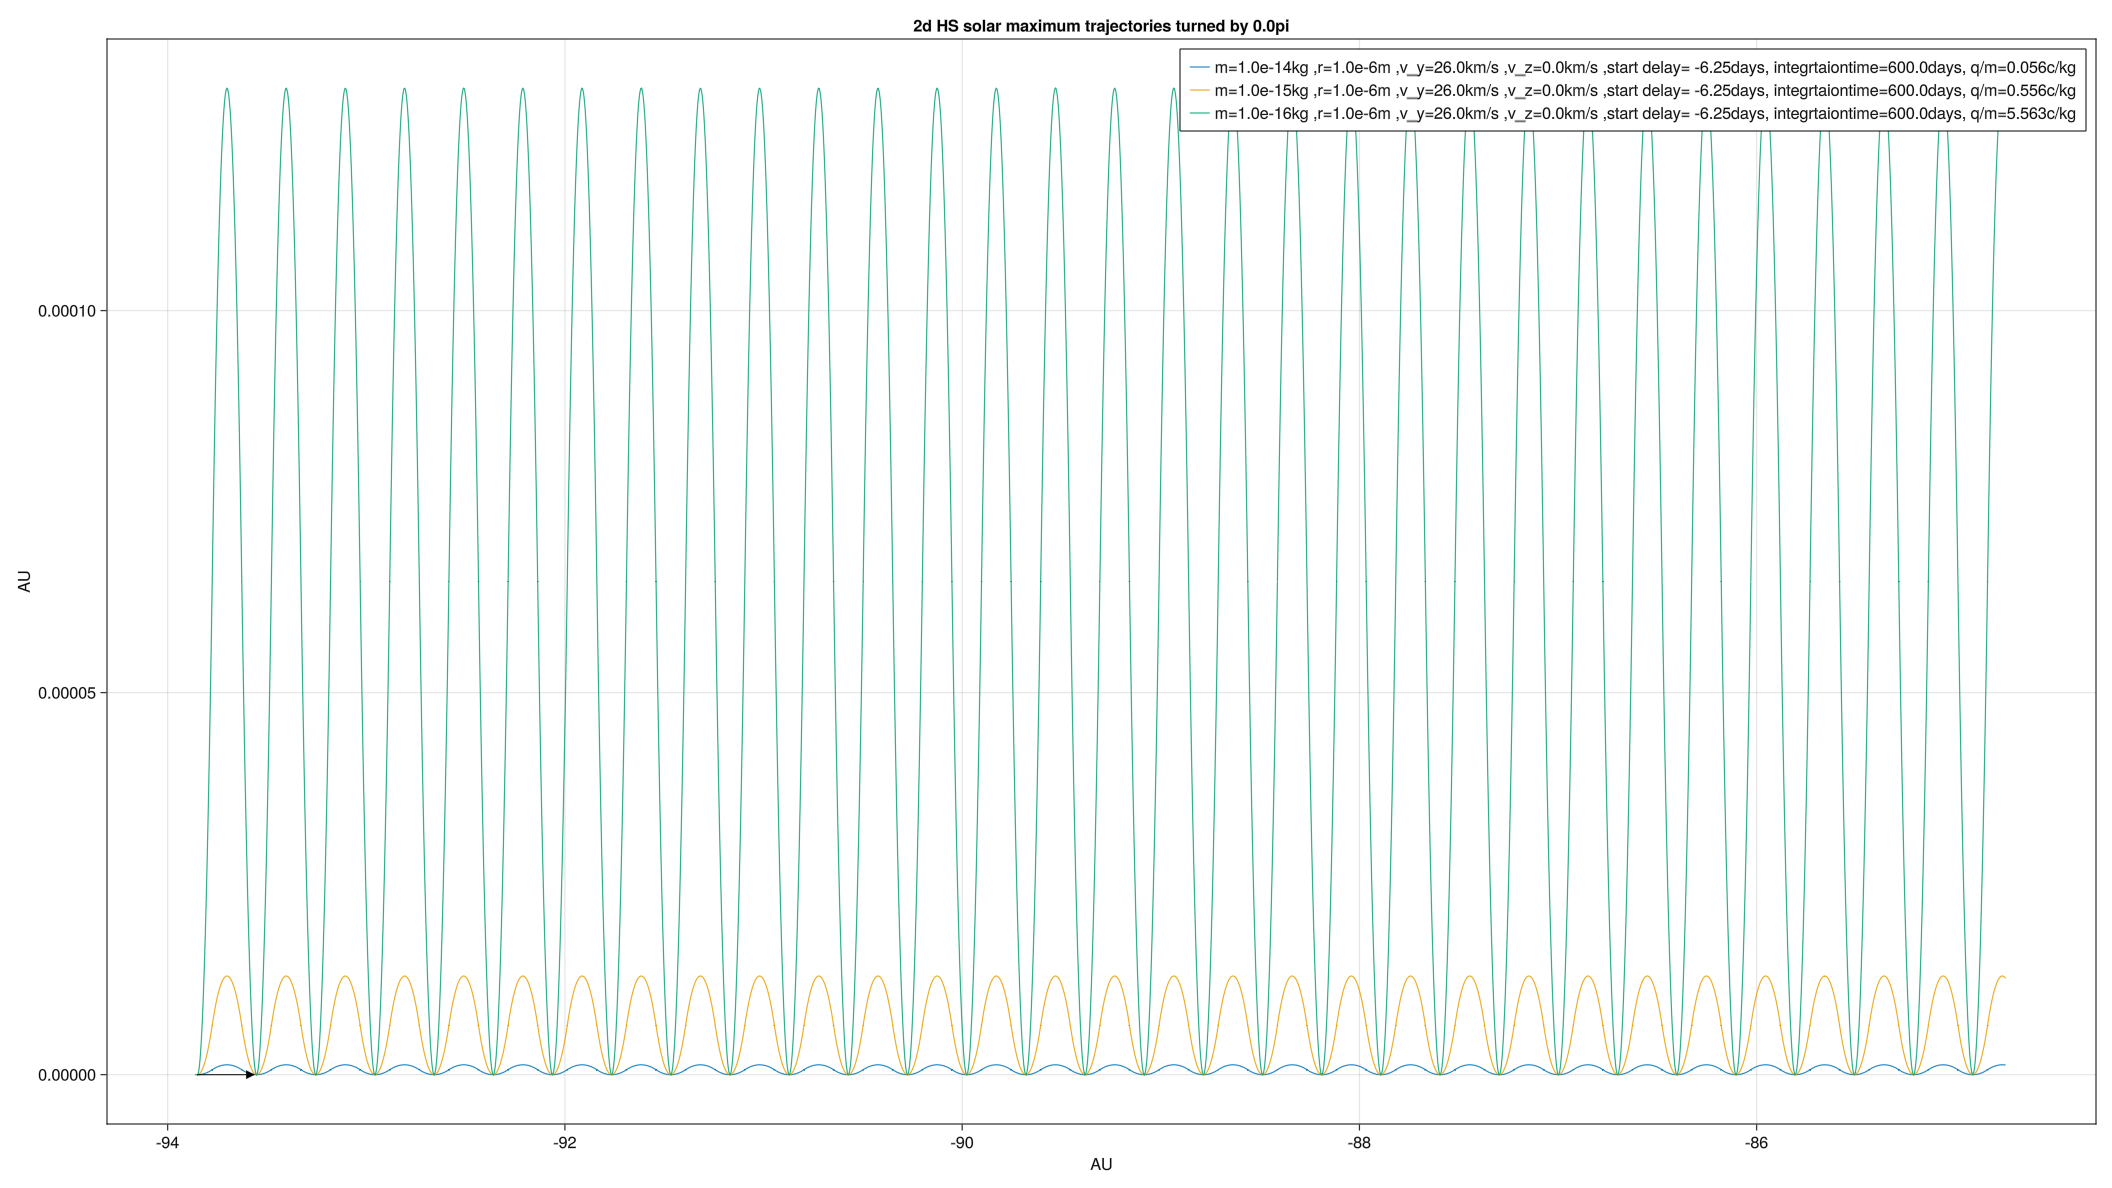 2d HS solar maximum trajectories turned by 0.0pi
m=1.0e-14kg ,r=1.0e-6m ,v_y=26.0km/s ,v_z=0.0km/s ,start delay= -6.25days, integrtaiontime=600.0days, q/m=0.056c/kg
m=1.0e-15kg ,r=1.0e-6m ,v_y=26.0km/s ,v_z=0.0km/s ,start delay= -6.25days, integrtaiontime=600.0days, q/m=0.556c/kg
m=1.0e-16kg ,r=1.0e-6m ,v_y=26.0km/s ,v_z=0.0km/s ,start delay= -6.25days, integrtaiontime=600.0days, q/m=5.563c/kg
0.00010
AU
0.00005
0.00000
-94 -92 -90 -88 -86
AU